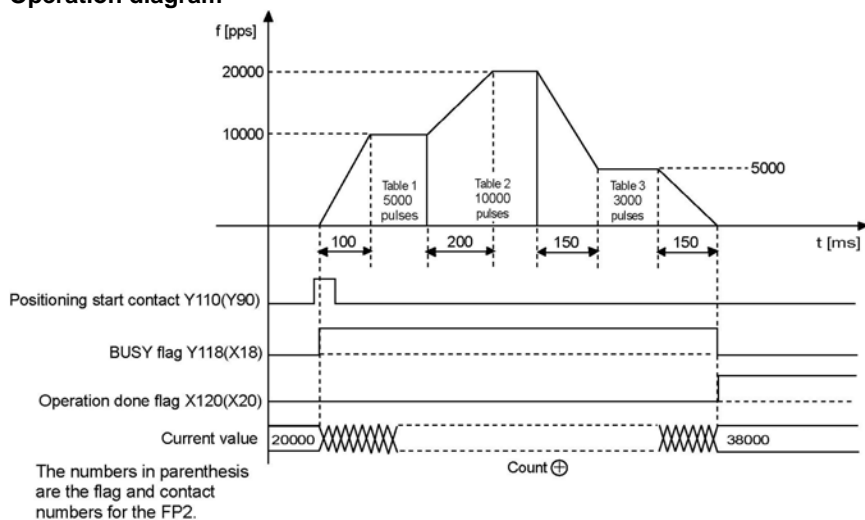 Operation diagram
f [pps]
20000
10000
5000
Table 1
5000
pulses
Table 2
10000
pulses
Table 3
3000
pulses
100
200
150
150
t [ms]
Positioning start contact Y110(Y90)
BUSY flag Y118(X18)
Operation done flag X120(X20)
Current value
20000
38000
Count ⊕
The numbers in parenthesis
are the flag and contact
numbers for the FP2.